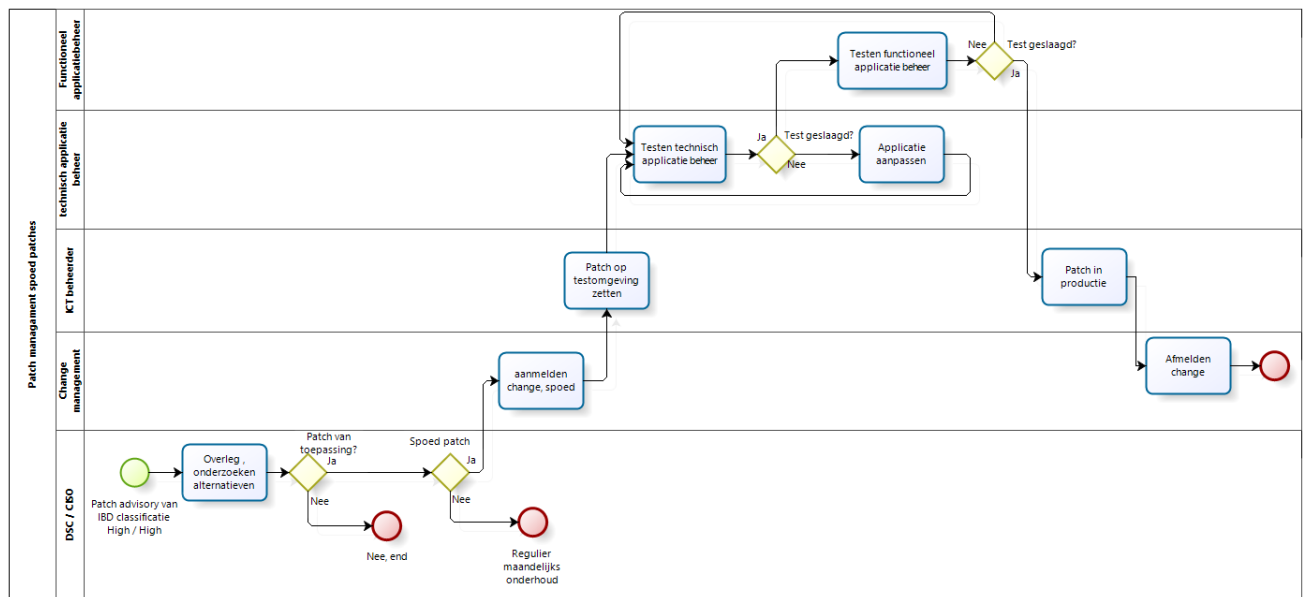 Patch managament spoed patches
Functioneel
applicatiebeheer
Testen functioneel
applicatie beheer
Nee
Test geslaagd?
Ja
technisch applicatie
beheer
Testen technisch
applicatie beheer
Ja
Test geslaagd?
Nee
Applicatie
aanpassen
ICT beheerder
Patch op
testomgeving
zetten
Patch in
productie
Change
management
aanmelden
change, spoed
Afmelden
change
DSC / CISO
Patch advisory van
IBD classificatie
High / High
Overleg ,
onderzoeken
alternatieven
Patch van
toepassing?
Ja
Nee
Nee, end
Spoed patch
Ja
Nee
Regulier
maandelijks
onderhoud